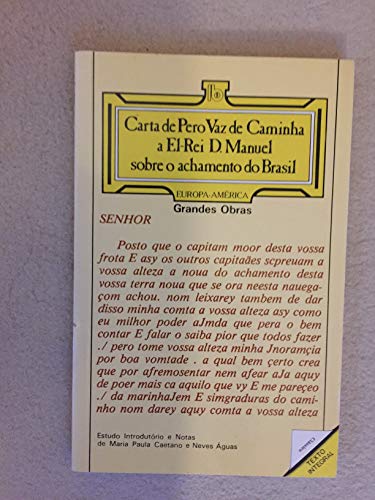 Carta de Pero Vaz de Caminha
a El-Rei D. Manuel
sobre o achamento do Brasil
EUROPA-AMÉRICA
Grandes Obras
SENHOR
Posto que o capitam moor desta vossa
frota E asy os outros capitaães scpreuam a
vossa alteza a noua do achamento desta
vossa terra noua que se ora neesta nauega-
çom achou. nom leixarey tambem de dar
disso minha comta a vossa alteza asy como
eu milhor poder aJmda que pera o bem
contar E falar o saiba pior que todos fazer
./ pero tome vossa alteza minha Jnoramçia
por boa vomtade . a qual bem çerto crea
que por afremosentar nem afear aJa aquy
de poer mais ca aquilo que vy E me pareçeo
./ da marinhaJem E simgraduras do cami-
nho nom darey aquy comta a vossa alteza
Estudo Introdutório e Notas
de Maria Paula Caetano e Neves Águas
TEXTO
INTEGRAL